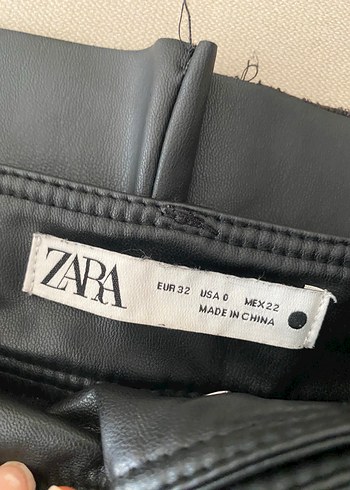 ZARA
EUR 32 USA 0 MEX 22
MADE IN CHINA